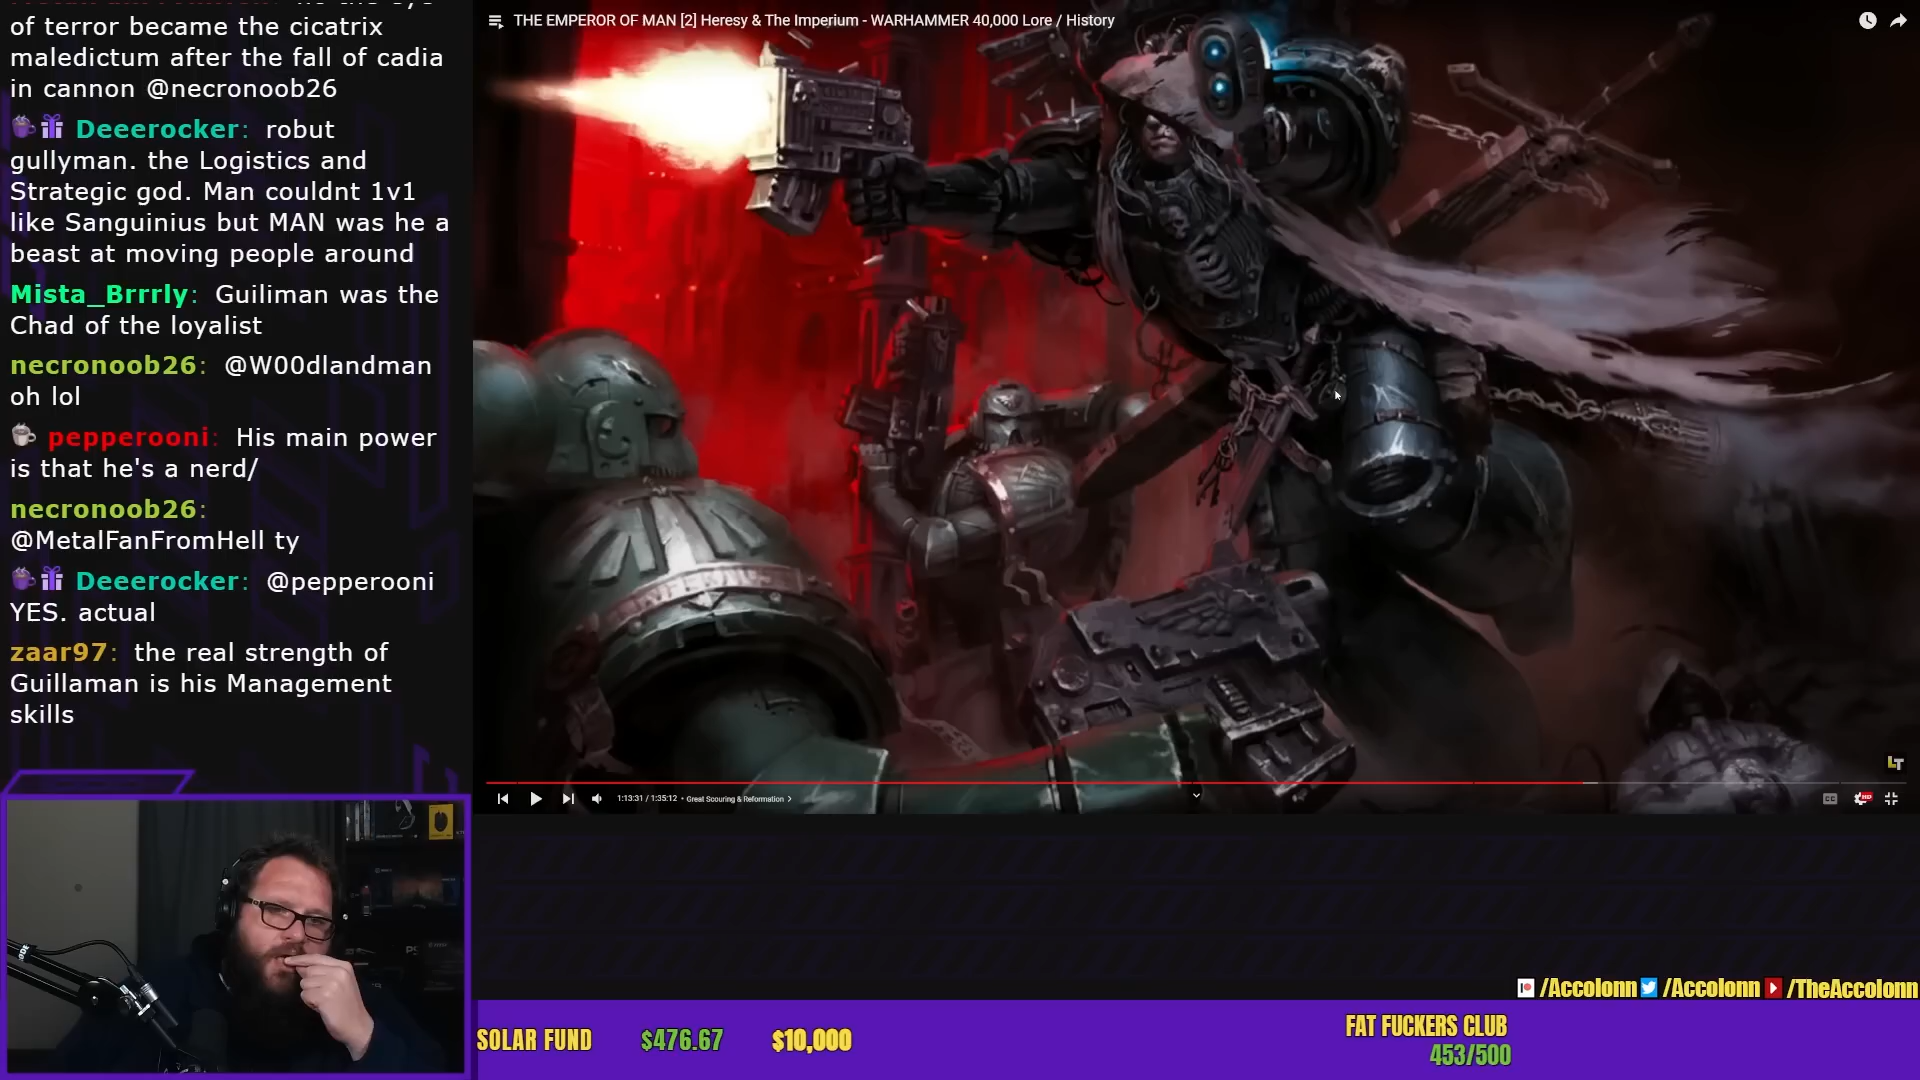 of terror became the cicatrix
maledictum after the fall of cadia
in cannon @necronoob26
Deeerocker: robut
gullyman. the Logistics and
Strategic god. Man couldnt 1v1
like Sanguinius but MAN was he a
beast at moving people around
Mista_Brrrly: Guiliman was the
Chad of the loyalist
necronoob26: @W00dlandman
oh lol
pepperooni: His main power
is that he's a nerd/
necronoob26:
@MetalFanFromHell ty
Deeerocker: @pepperooni
YES. actual
zaar97: the real strength of
Guillaman is his Management
skills
THE EMPEROR OF MAN [2] Heresy & The Imperium - WARHAMMER 40,000 Lore / History
LT
1:13:31 / 1:35:12 • Great Scouring & Reformation >
CC
HD
/Accolonn /Accolonn /TheAccolonn
SOLAR FUND $476.67 $10,000
FAT FUCKERS CLUB
453/500